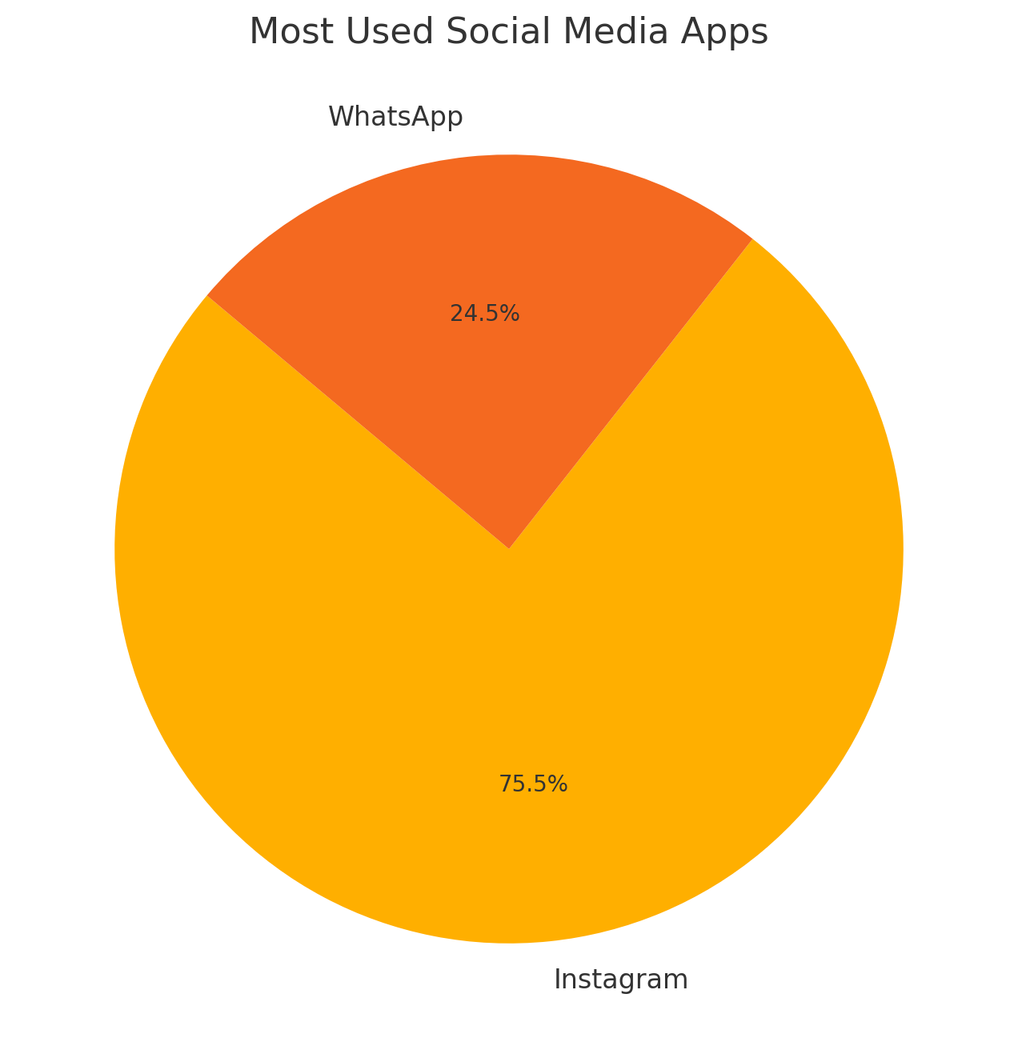 Most Used Social Media Apps
WhatsApp
24.5%
75.5%
Instagram